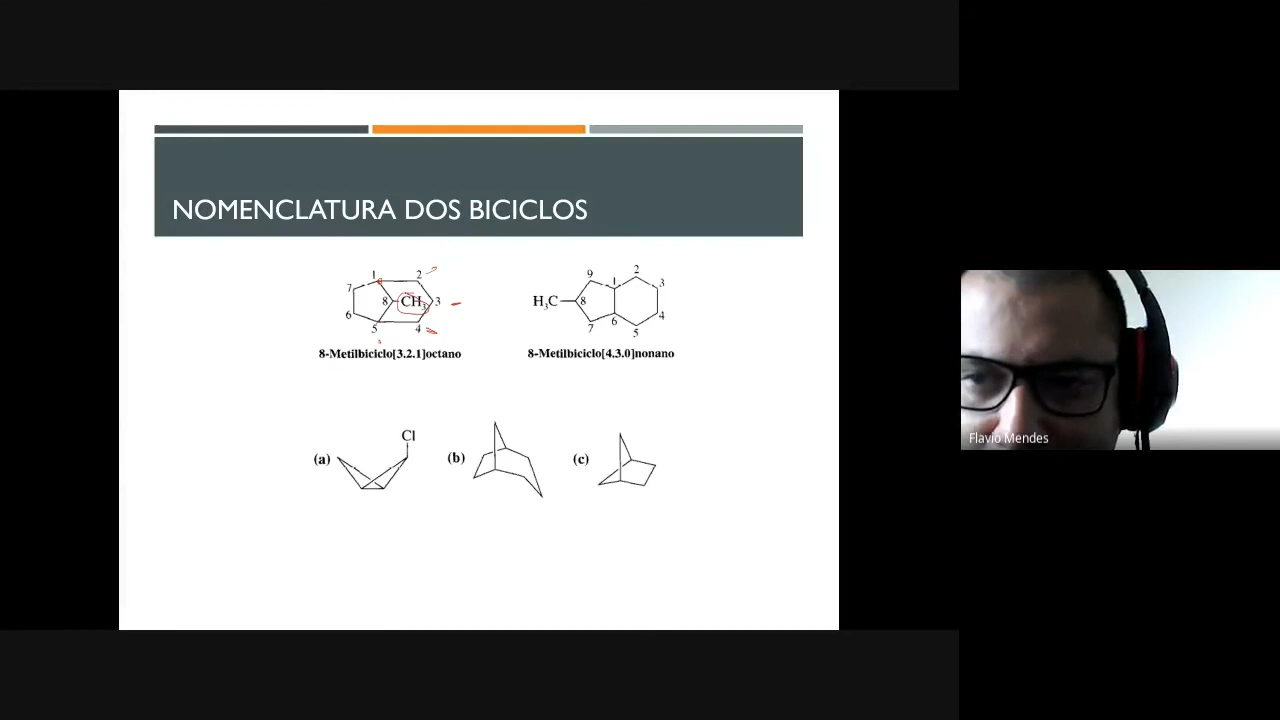 NOMENCLATURA DOS BICICLOS
1 2 9 1 2
7 3
8 CH3 3 H3C 8
6 4
5 4 7 6 5
8-Metilbiciclo[3.2.1]octano 8-Metilbiciclo[4.3.0]nonano
Cl
(a) (b) (c)
Flavio Mendes